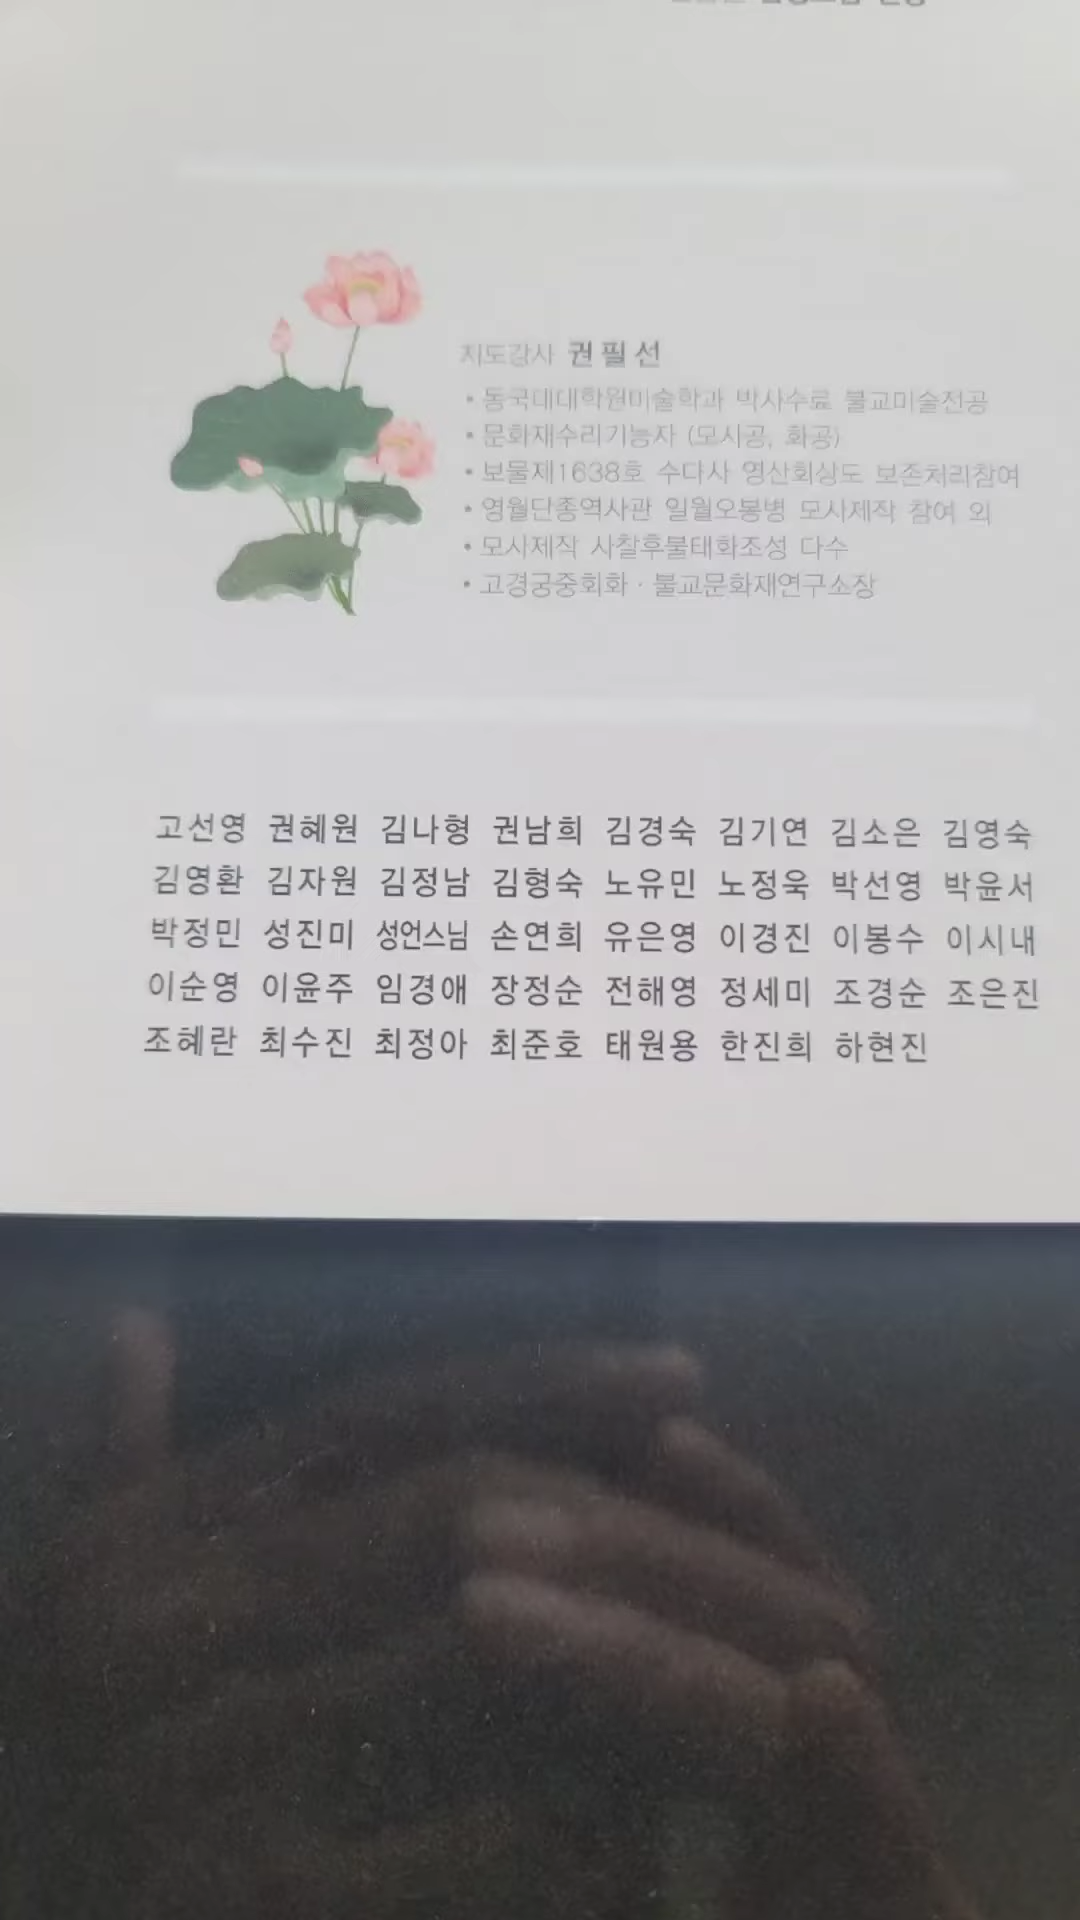 지도강사 권필선
• 동국대대학원미술학과 박사수료 불교미술전공
• 문화재수리기능자 (모사공, 화공)
• 보물제1638호 수다사 영산회상도 보존처리참여
• 영월단종역사관 일월오봉병 모사제작 참여 외
• 모사제작 사찰후불태화조성 다수
• 고경궁중회화 · 불교문화재연구소장
고선영 권혜원 김나형 권남희 김경숙 김기연 김소은 김영숙
김영환 김자원 김정남 김형숙 노유민 노정욱 박선영 박윤서
박정민 성진미 성언스님 손연희 유은영 이경진 이봉수 이시내
이순영 이윤주 임경애 장정순 전해영 정세미 조경순 조은진
조혜란 최수진 최정아 최준호 태원용 한진희 하현진